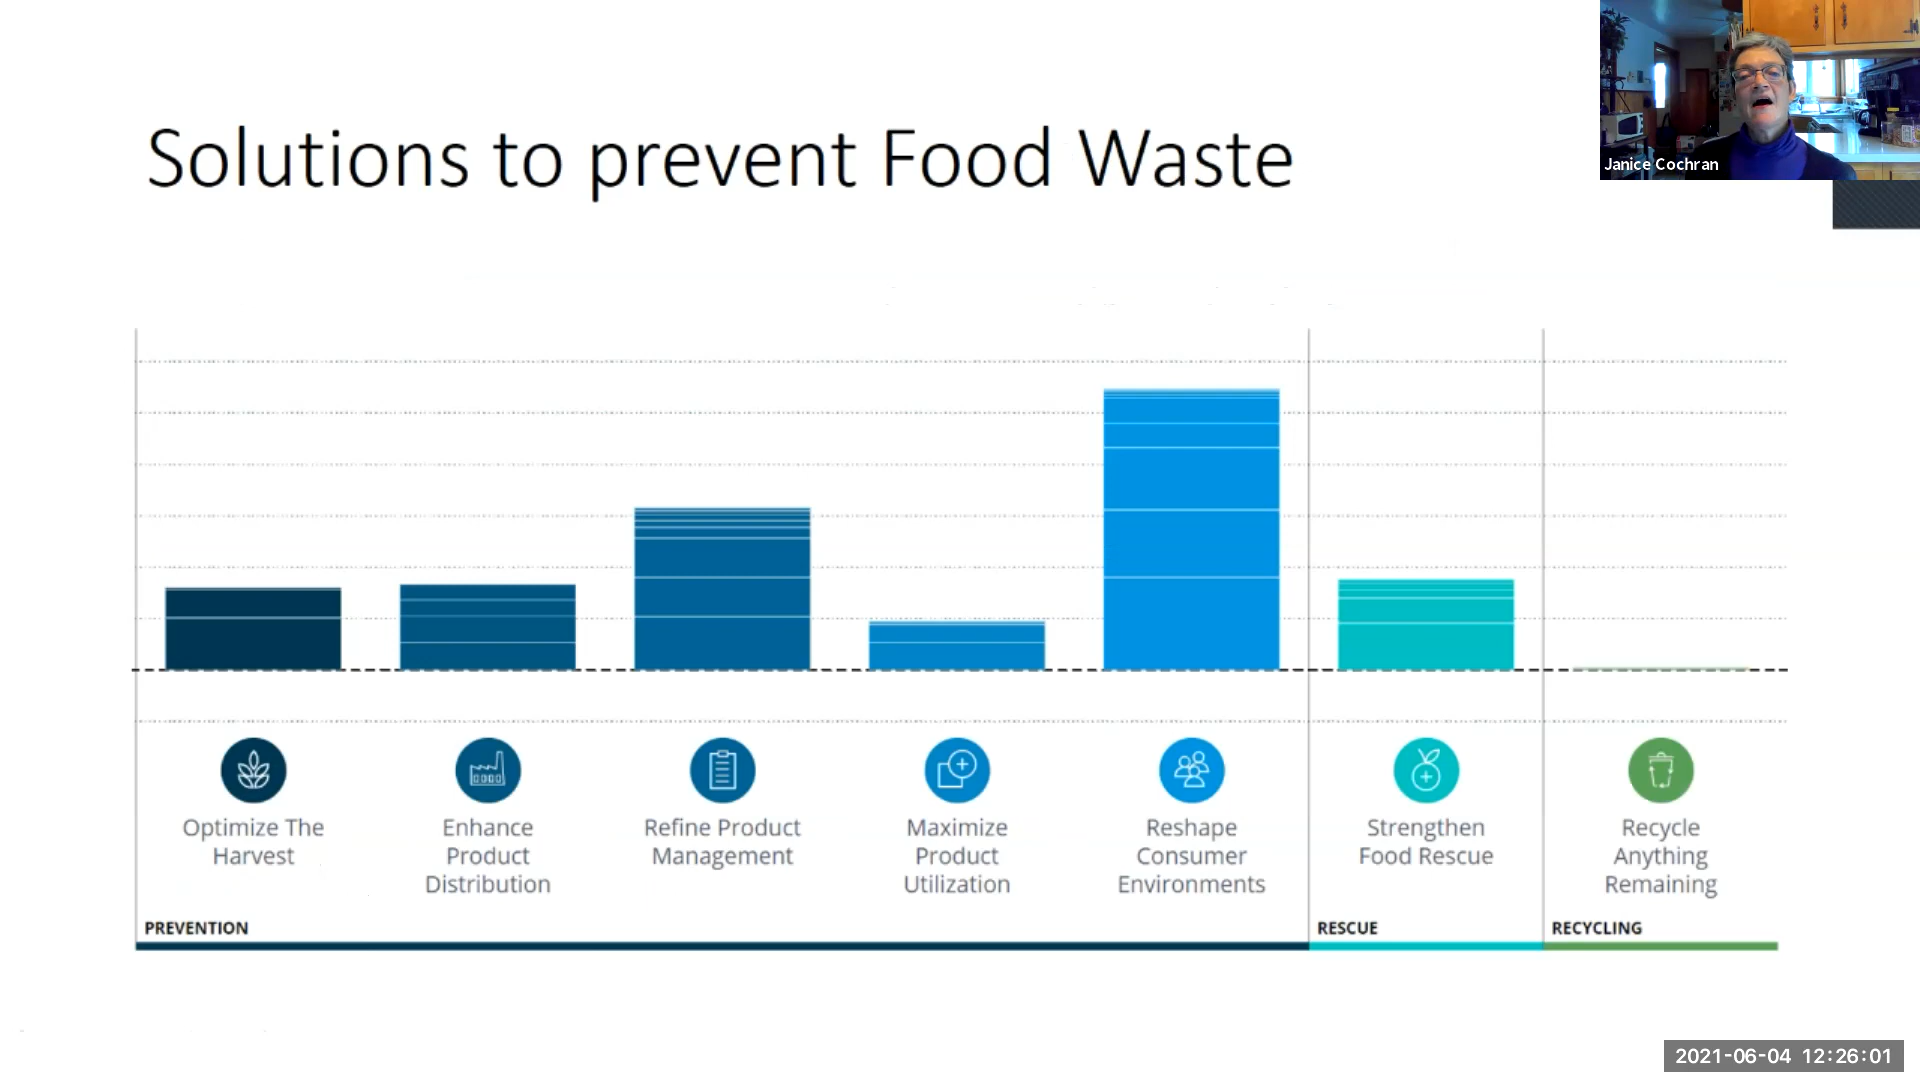 Janice Cochran
Solutions to prevent Food Waste
Optimize The
Harvest
Enhance
Product
Distribution
Refine Product
Management
Maximize
Product
Utilization
Reshape
Consumer
Environments
Strengthen
Food Rescue
Recycle
Anything
Remaining
PREVENTION
RESCUE
RECYCLING
2021-06-04 12:26:01